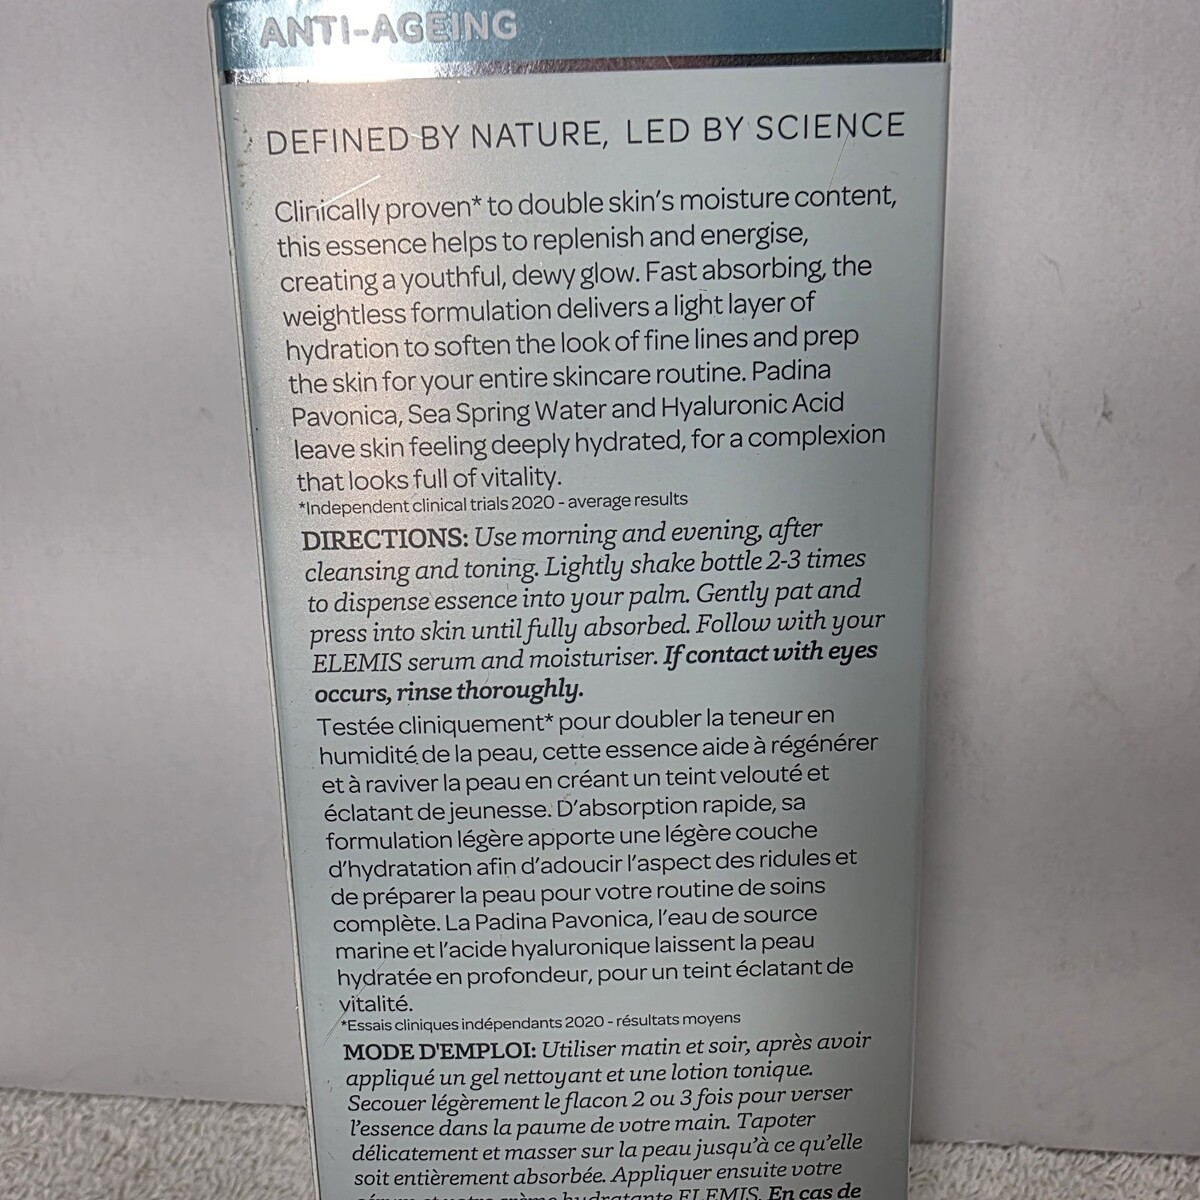 ANTI-AGEING
DEFINED BY NATURE, LED BY SCIENCE
Clinically proven* to double skin's moisture content,
this essence helps to replenish and energise,
creating a youthful, dewy glow. Fast absorbing, the
weightless formulation delivers a light layer of
hydration to soften the look of fine lines and prep
the skin for your entire skincare routine. Padina
Pavonica, Sea Spring Water and Hyaluronic Acid
leave skin feeling deeply hydrated, for a complexion
that looks full of vitality.
*Independent clinical trials 2020 - average results
DIRECTIONS: Use morning and evening, after
cleansing and toning. Lightly shake bottle 2-3 times
to dispense essence into your palm. Gently pat and
press into skin until fully absorbed. Follow with your
ELEMIS serum and moisturiser. If contact with eyes
occurs, rinse thoroughly.
Testée cliniquement* pour doubler la teneur en
humidité de la peau, cette essence aide à régénérer
et à raviver la peau en créant un teint velouté et
éclatant de jeunesse. D'absorption rapide, sa
formulation légère apporte une légère couche
d'hydratation afin d'adoucir l'aspect des ridules et
de préparer la peau pour votre routine de soins
complète. La Padina Pavonica, l'eau de source
marine et l'acide hyaluronique laissent la peau
hydratée en profondeur, pour un teint éclatant de
vitalité.
*Essais cliniques indépendants 2020 - résultats moyens
MODE D'EMPLOI: Utiliser matin et soir, après avoir
appliqué un gel nettoyant et une lotion tonique.
Secouer légèrement le flacon 2 ou 3 fois pour verser
l'essence dans la paume de votre main. Tapoter
délicatement et masser sur la peau jusqu'à ce qu'elle
soit entièrement absorbée. Appliquer ensuite votre
sérum et votre crème hydratante ELEMIS. En cas de